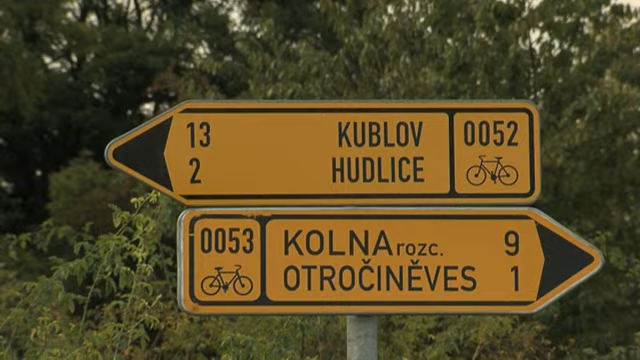 13 KUBLOV 0052
2 HUDLICE
0053 KOLNA rozc. 9
OTROČINĚVES 1